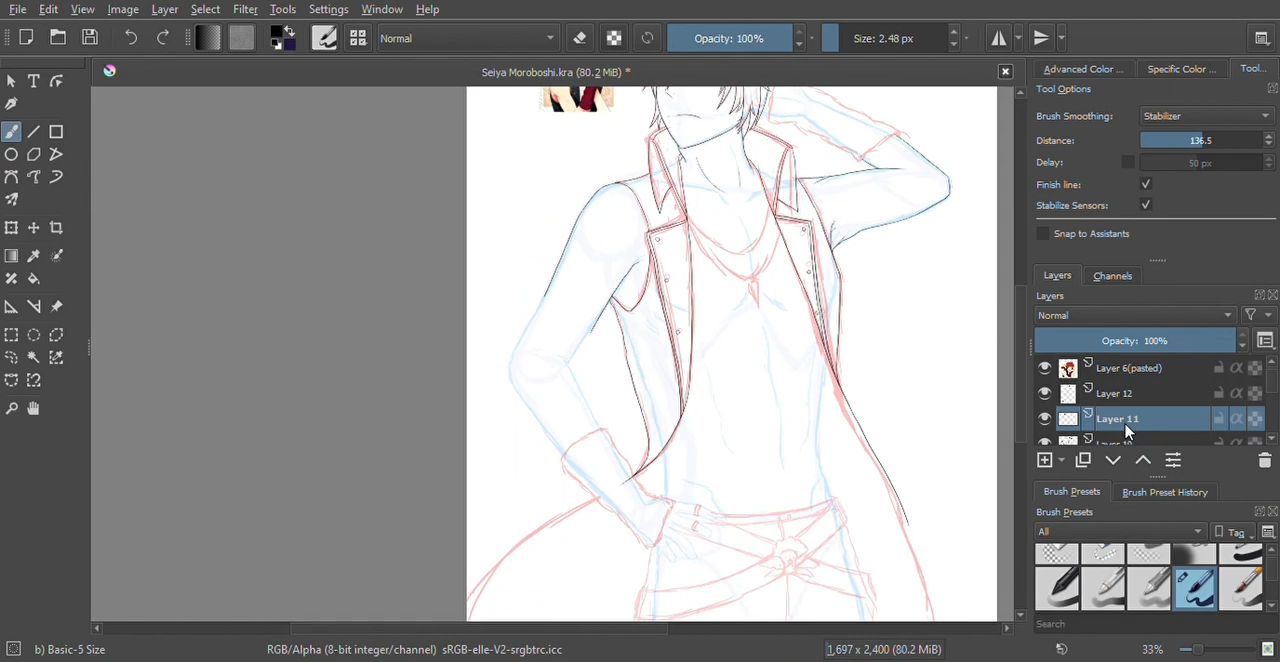 File Edit View Image Layer Select Filter Tools Settings Window Help
Normal Opacity: 100% Size: 2.48 px
Seiya Moroboshi.kra (80.2 MiB) *
Advanced Color ... Specific Color ... Tool...
Tool Options
Brush Smoothing: Stabilizer
Distance: 136.5
Delay: 50 px
Finish line:
Stabilize Sensors:
Snap to Assistants
Layers Channels
Layers
Normal
Opacity: 100%
Layer 6(pasted)
Layer 12
Layer 11
Layer 10
Brush Presets Brush Preset History
Brush Presets
All Tag
Search
b) Basic-5 Size RGB/Alpha (8-bit integer/channel) sRGB-elle-V2-srgbtrc.icc 1,697 x 2,400 (80.2 MiB) 33%